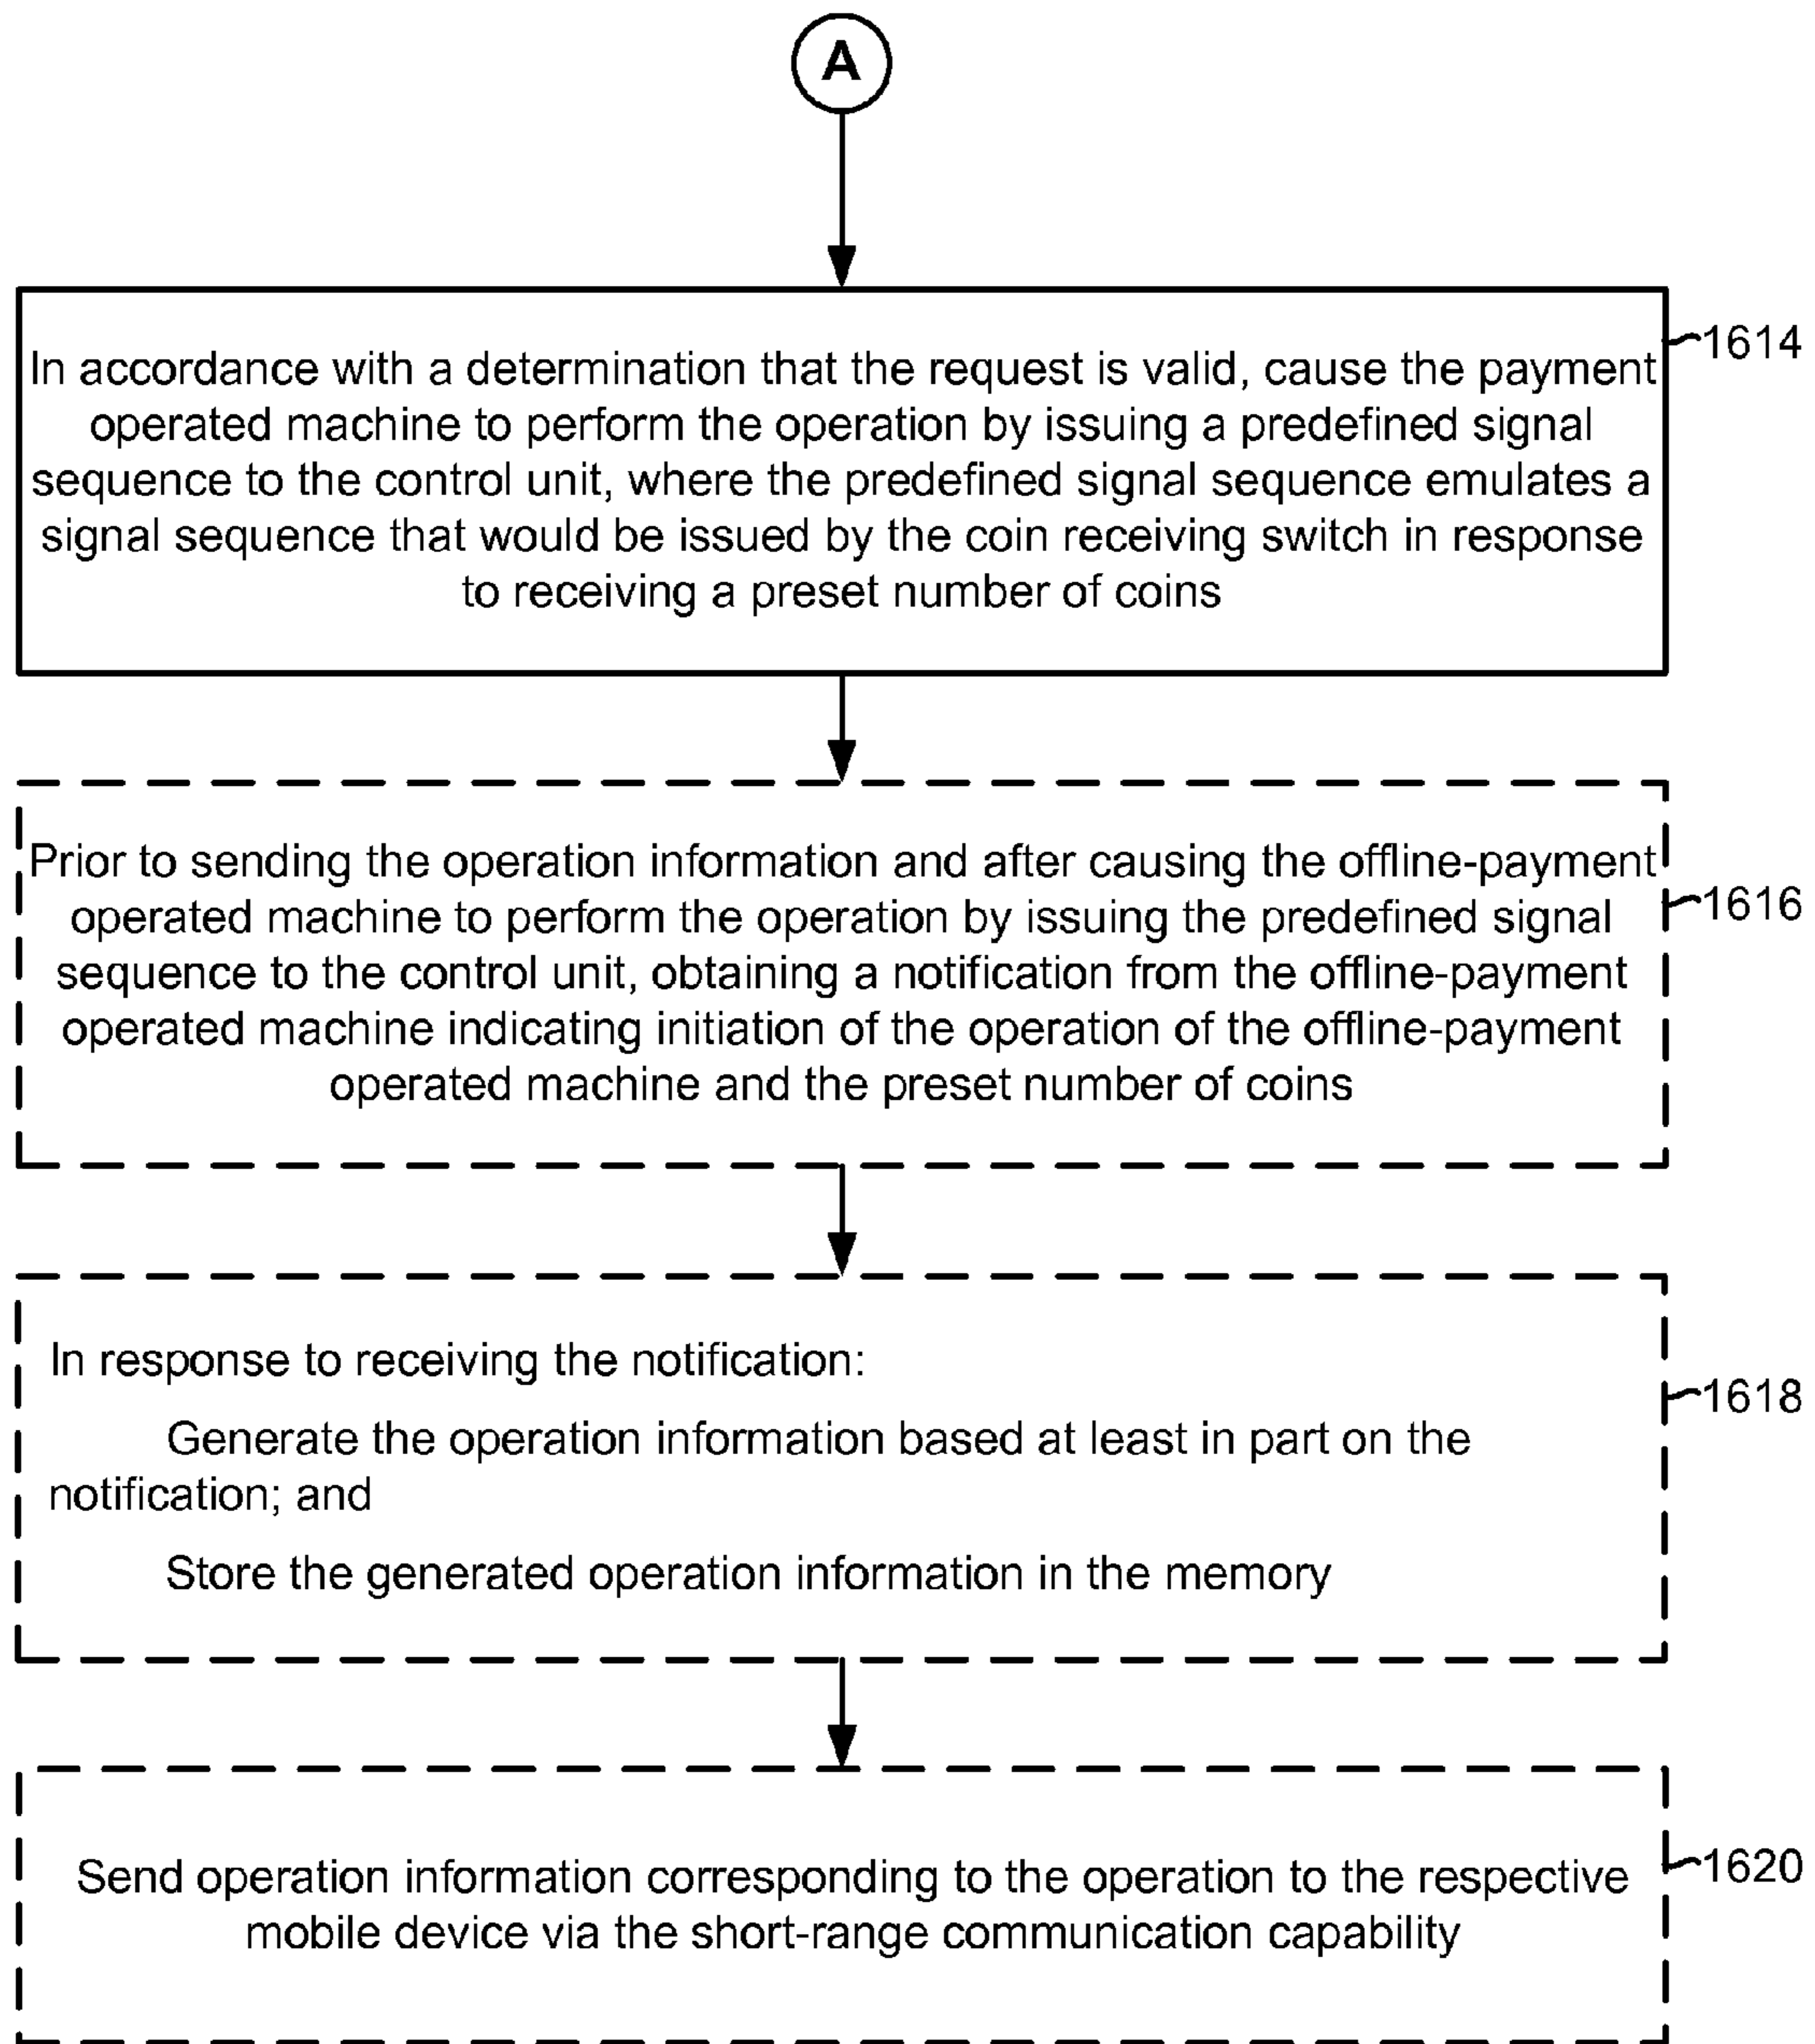 A
In accordance with a determination that the request is valid, cause the payment
operated machine to perform the operation by issuing a predefined signal
sequence to the control unit, where the predefined signal sequence emulates a
signal sequence that would be issued by the coin receiving switch in response
to receiving a preset number of coins
1614
Prior to sending the operation information and after causing the offline-payment
operated machine to perform the operation by issuing the predefined signal
sequence to the control unit, obtaining a notification from the offline-payment
operated machine indicating initiation of the operation of the offline-payment
operated machine and the preset number of coins
1616
In response to receiving the notification:
Generate the operation information based at least in part on the
notification; and
Store the generated operation information in the memory
1618
Send operation information corresponding to the operation to the respective
mobile device via the short-range communication capability
1620